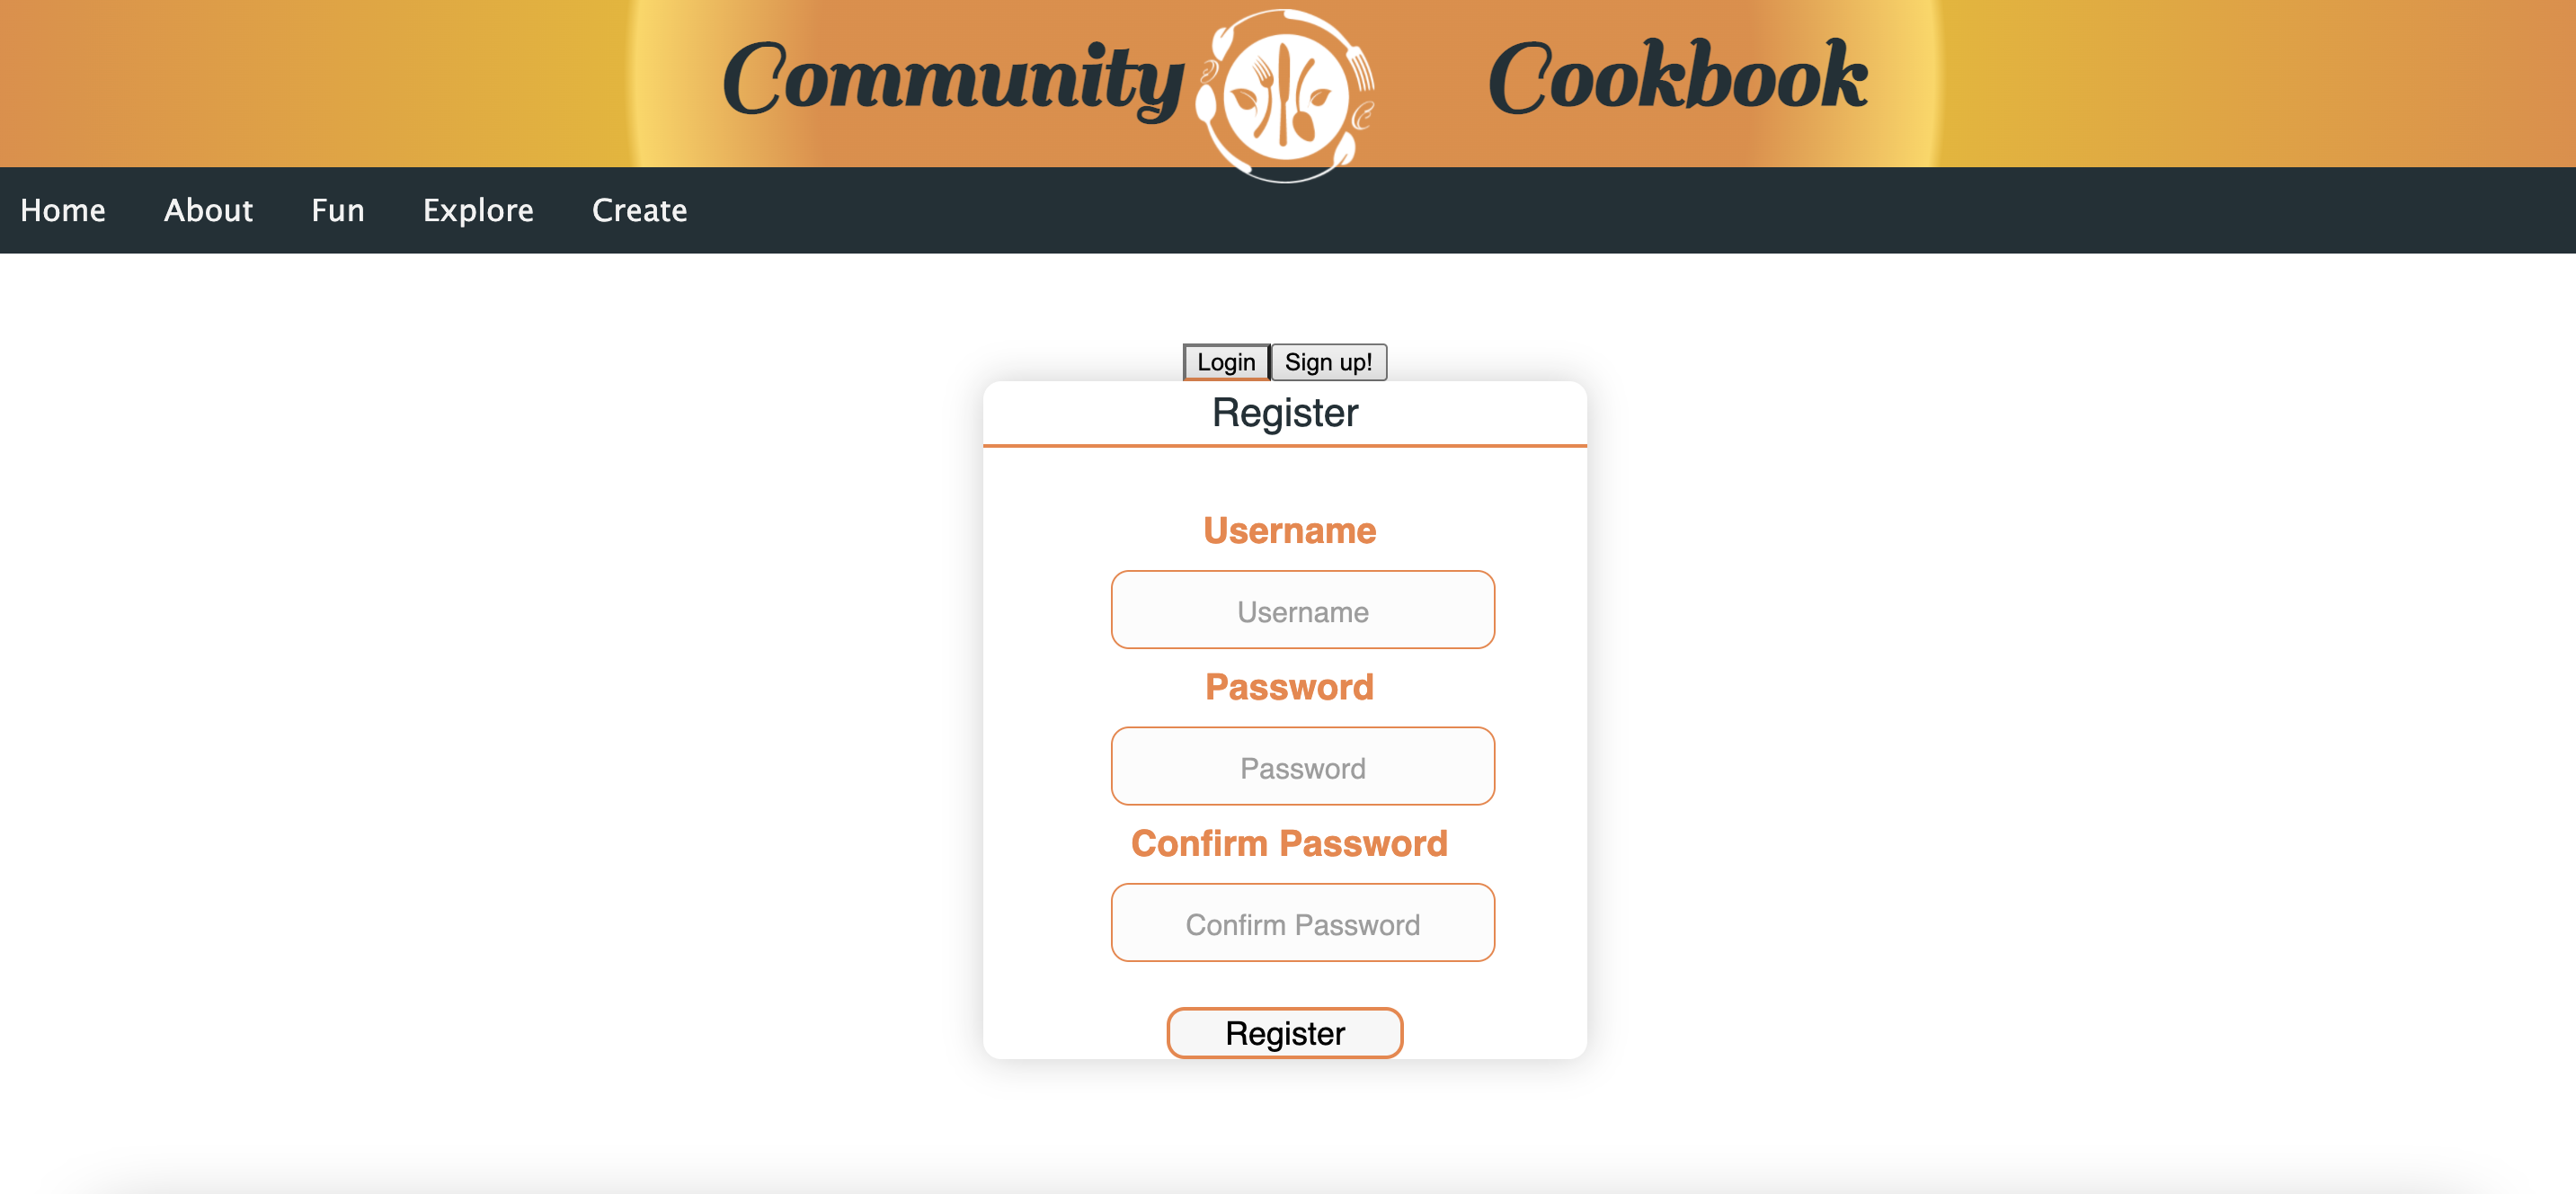 Community Cookbook
Home About Fun Explore Create
Login Sign up!
Register
Username
Username
Password
Password
Confirm Password
Confirm Password
Register